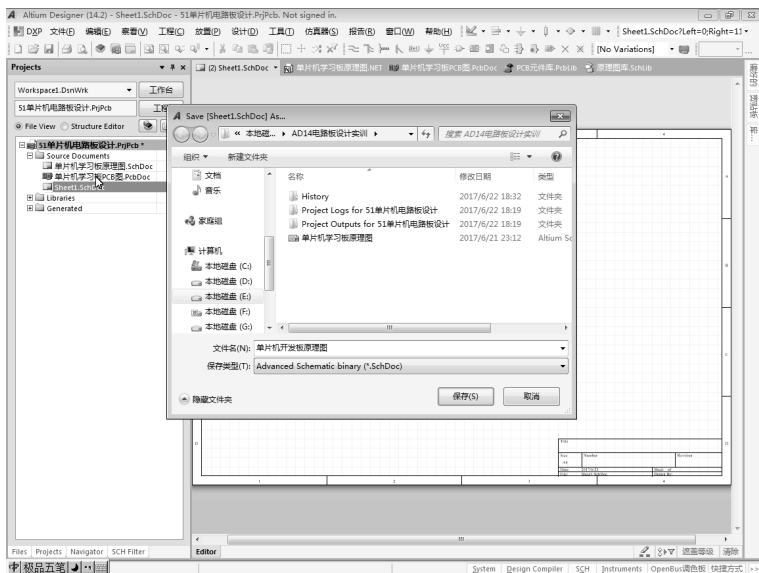 Altium Designer (14.2) - Sheet1.SchDoc - 51单片机电路板设计.PrjPcb. Not signed in.
DXP 文件(F) 编辑(E) 察看(V) 工程(C) 放置(P) 设计(D) 工具(T) 仿真器(S) 报告(R) 窗口(W) 帮助(H) Sheet1.SchDoc?Left=0;Right=11
[No Variations]
Projects
(2) Sheet1.SchDoc 单片机学习板原理图.NET 单片机学习板PCB图.PcbDoc PCB元件库.PcbLib 原理图库.SchLib
Workspace1.DsnWrk 工作台
51单片机电路板设计.PrjPcb
File View Structure Editor
51单片机电路板设计.PrjPcb *
Source Documents
单片机学习板原理图.SchDoc
单片机学习板PCB图.PcbDoc
Sheet1.SchDoc
Libraries
Generated
Save [Sheet1.SchDoc] As...
« 本地磁... ▸ AD14电路板设计实训 ▸
搜索 AD14电路板设计实训
组织 新建文件夹
文档
音乐
家庭组
计算机
本地磁盘 (C:)
本地磁盘 (D:)
本地磁盘 (E:)
本地磁盘 (F:)
本地磁盘 (G:)
名称 修改日期 类型
History 2017/6/22 18:32 文件夹
Project Logs for 51单片机电路板设计 2017/6/22 18:19 文件夹
Project Outputs for 51单片机电路板设计 2017/6/22 18:19 文件夹
单片机学习板原理图 2017/6/21 23:12 Altium Sc
文件名(N): 单片机开发板原理图
保存类型(T): Advanced Schematic binary (*.SchDoc)
隐藏文件夹 保存(S) 取消
Title
Size Number Revision
Files Projects Navigator SCH Filter
Editor
遮盖等级 清除
中 极品五笔
System Design Compiler SCH Instruments OpenBus调色板 快捷方式 >>